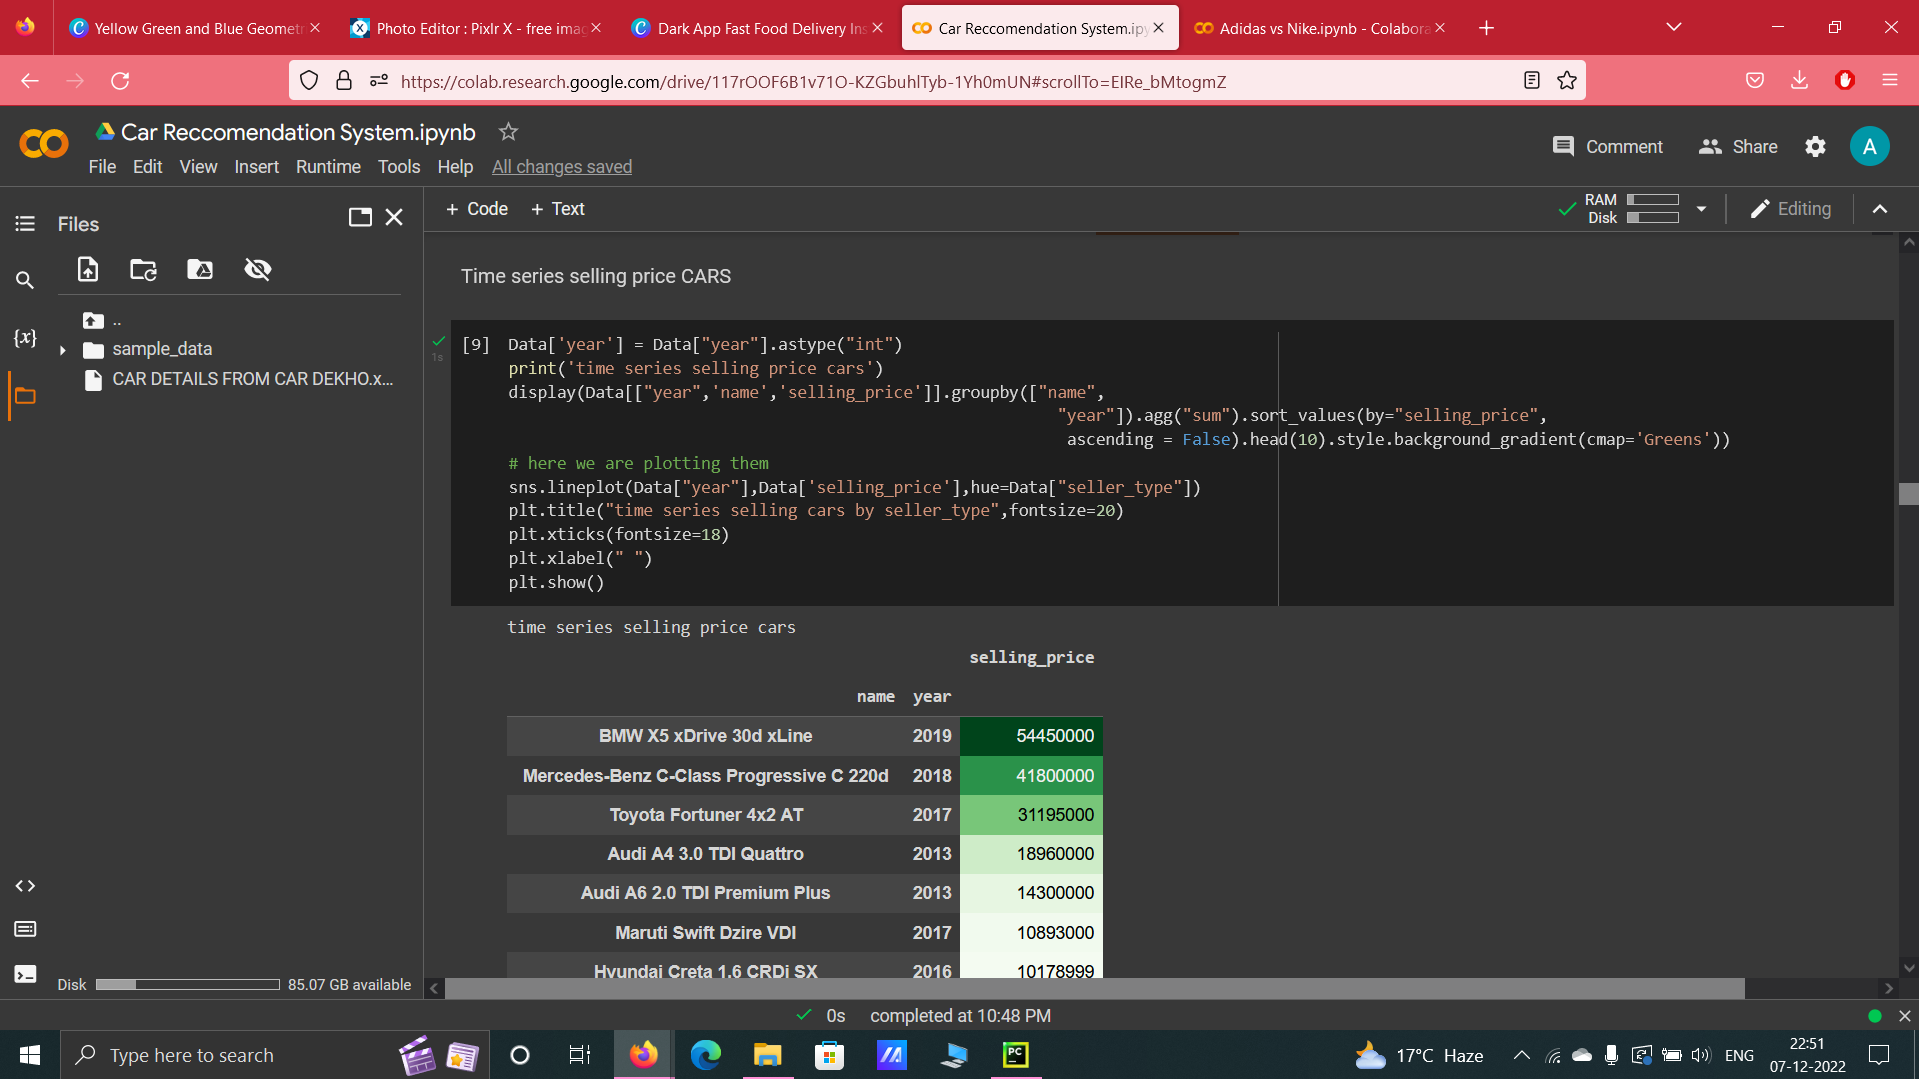 Yellow Green and Blue Geometr
Photo Editor : Pixlr X - free imag
Dark App Fast Food Delivery Ins
Car Reccomendation System.ipy
Adidas vs Nike.ipynb - Colabora
https://colab.research.google.com/drive/117rOOF6B1v71O-KZGbuhlTyb-1Yh0mUN#scrollTo=EIRe_bMtogmZ
Car Reccomendation System.ipynb
File Edit View Insert Runtime Tools Help All changes saved
Comment
Share
A
Files
+ Code + Text
RAM
Disk
Editing
..
sample_data
CAR DETAILS FROM CAR DEKHO.x...
{x}
Time series selling price CARS
1s
[9] Data['year'] = Data["year"].astype("int")
print('time series selling price cars')
display(Data[["year",'name','selling_price']].groupby(["name",
"year"]).agg("sum").sort_values(by="selling_price",
ascending = False).head(10).style.background_gradient(cmap='Greens'))
# here we are plotting them
sns.lineplot(Data["year"],Data['selling_price'],hue=Data["seller_type"])
plt.title("time series selling cars by seller_type",fontsize=20)
plt.xticks(fontsize=18)
plt.xlabel(" ")
plt.show()
time series selling price cars
selling_price
name year
BMW X5 xDrive 30d xLine 2019 54450000
Mercedes-Benz C-Class Progressive C 220d 2018 41800000
Toyota Fortuner 4x2 AT 2017 31195000
Audi A4 3.0 TDI Quattro 2013 18960000
Audi A6 2.0 TDI Premium Plus 2013 14300000
Maruti Swift Dzire VDI 2017 10893000
Hyundai Creta 1.6 CRDi SX 2016 10178999
Disk 85.07 GB available
0s completed at 10:48 PM
Type here to search
PC
17°C Haze
ENG
22:51
07-12-2022